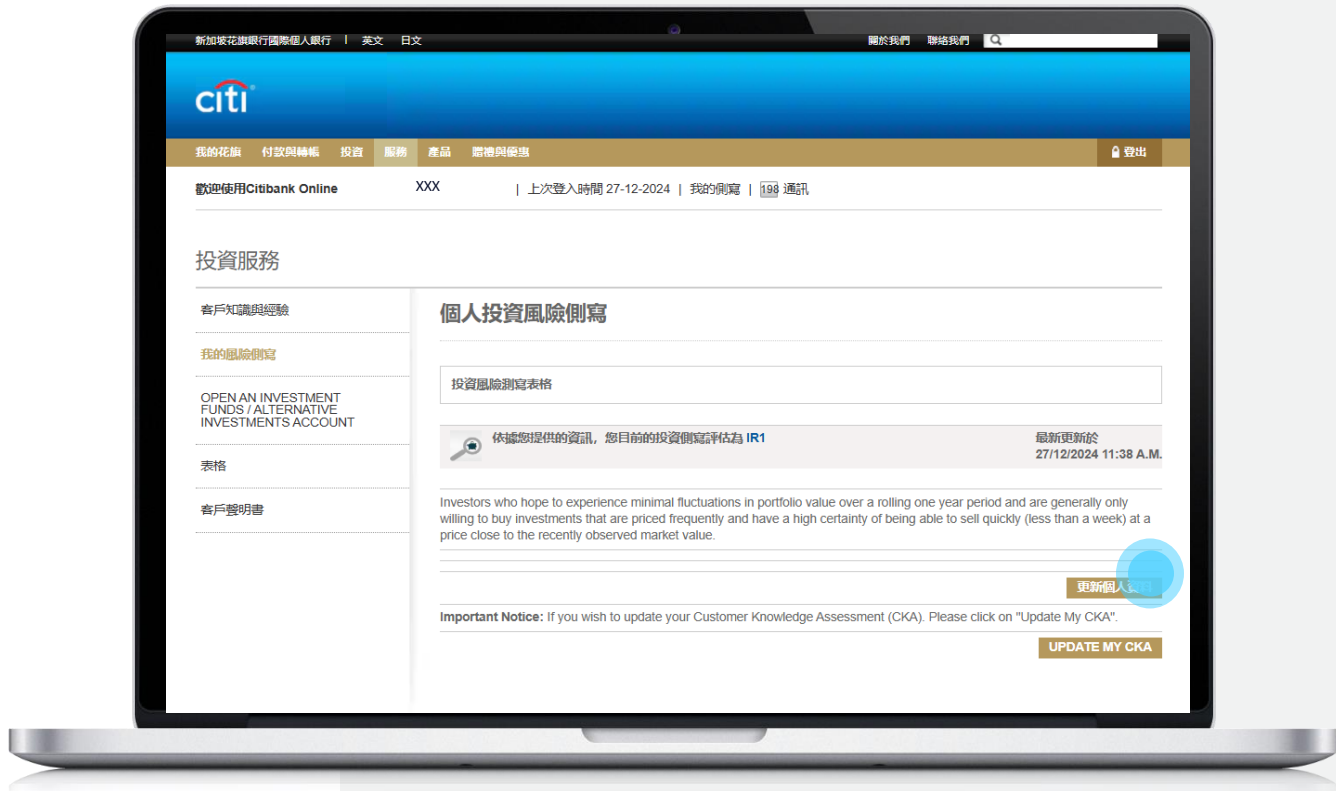 新加坡花旗銀行國際個人銀行 | 英文 日文
關於我們 聯絡我們
citi
我的花旗 付款與轉帳 投資 服務 產品 贈禮與優惠
登出
歡迎使用Citibank Online XXX | 上次登入時間 27-12-2024 | 我的側寫 | 198 通訊
投資服務
客戶知識與經驗
我的風險側寫
OPEN AN INVESTMENT
FUNDS / ALTERNATIVE
INVESTMENTS ACCOUNT
表格
客戶聲明書
個人投資風險側寫
投資風險測寫表格
依據您提供的資訊，您目前的投資側寫評估為 IR1
最新更新於
27/12/2024 11:38 A.M.
Investors who hope to experience minimal fluctuations in portfolio value over a rolling one year period and are generally only
willing to buy investments that are priced frequently and have a high certainty of being able to sell quickly (less than a week) at a
price close to the recently observed market value.
更新個人資料
Important Notice: If you wish to update your Customer Knowledge Assessment (CKA). Please click on "Update My CKA".
UPDATE MY CKA